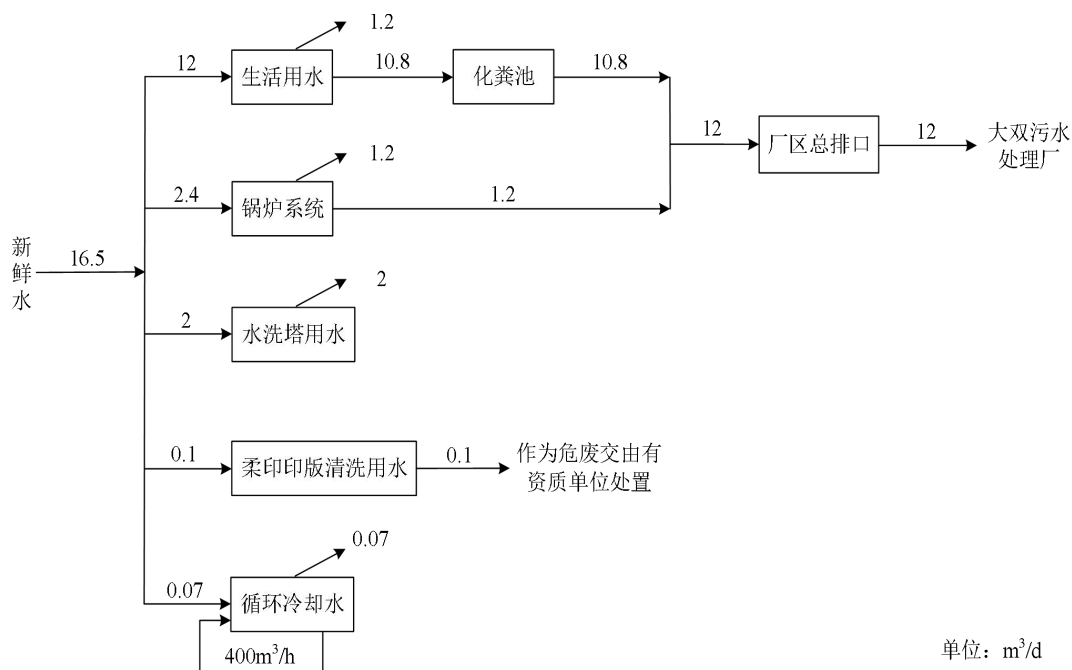 1.2
12
生活用水
10.8
化粪池
10.8
12
厂区总排口
12
大双污水
处理厂
1.2
2.4
锅炉系统
1.2
新
鲜
水
16.5
2
2
水洗塔用水
0.1
柔印印版清洗用水
0.1
作为危废交由有
资质单位处置
0.07
0.07
循环冷却水
400m³/h
单位：m³/d